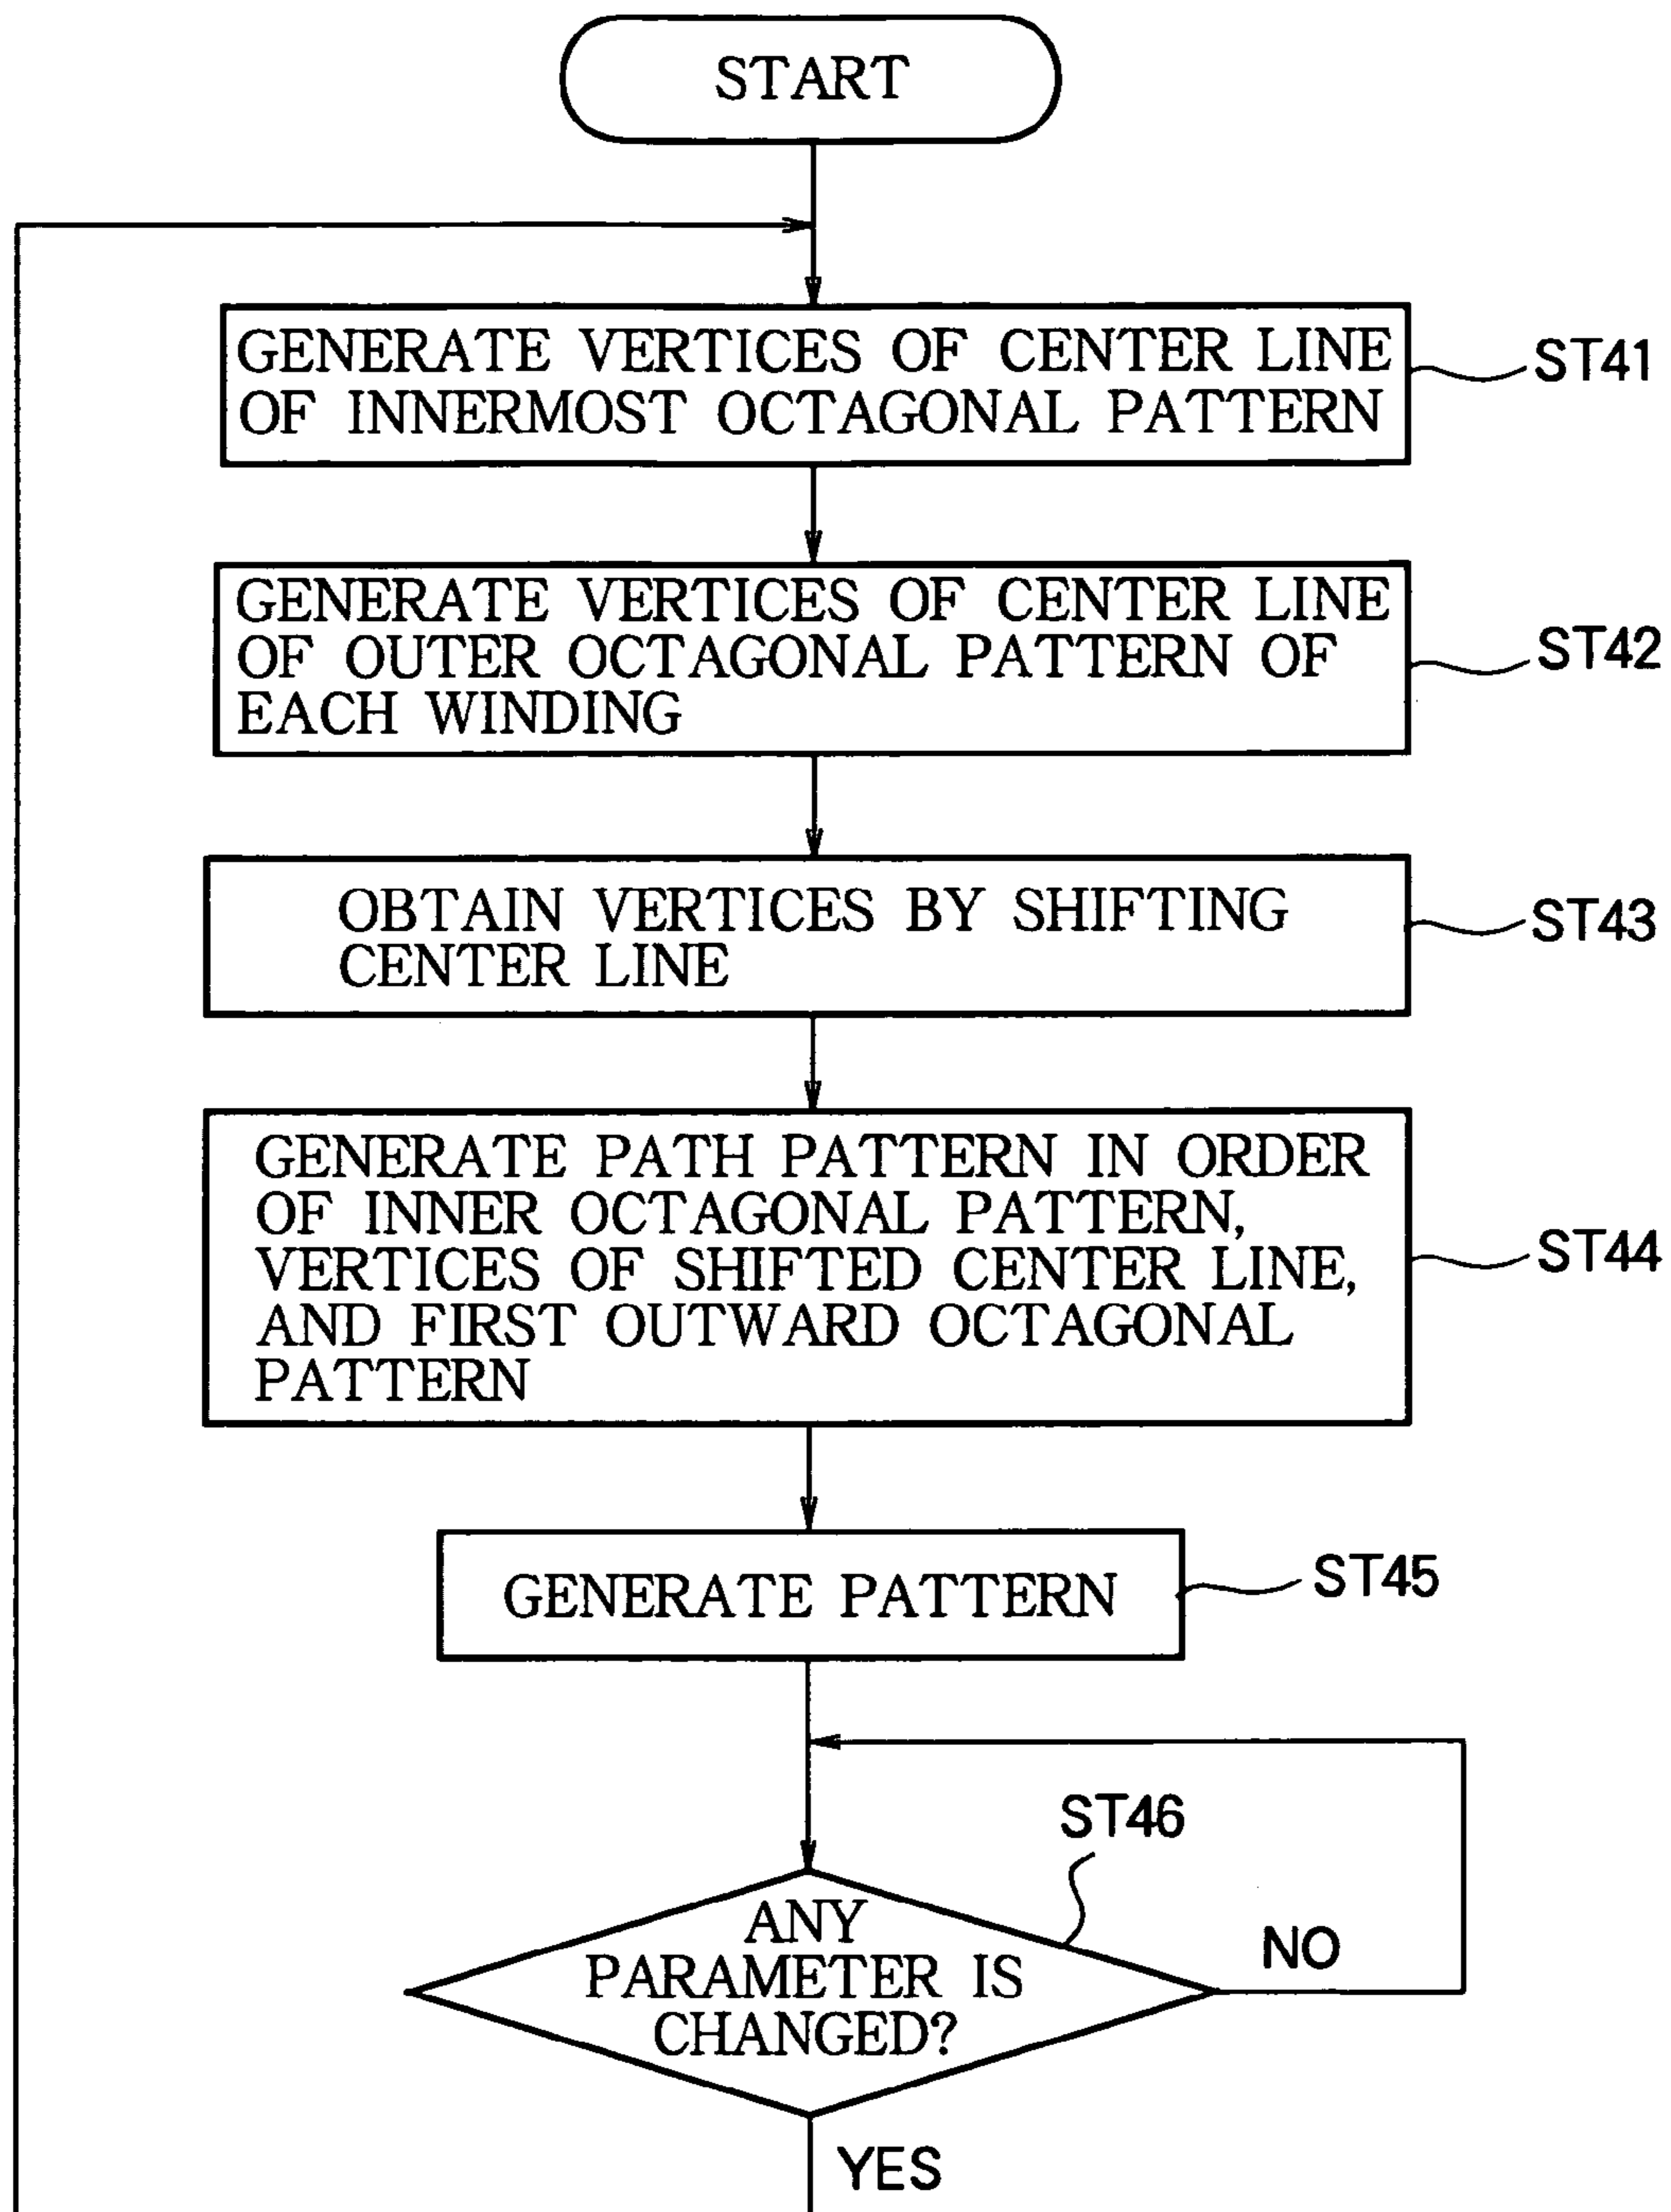 START
GENERATE VERTICES OF CENTER LINE
OF INNERMOST OCTAGONAL PATTERN
ST41
GENERATE VERTICES OF CENTER LINE
OF OUTER OCTAGONAL PATTERN OF
EACH WINDING
ST42
OBTAIN VERTICES BY SHIFTING
CENTER LINE
ST43
GENERATE PATH PATTERN IN ORDER
OF INNER OCTAGONAL PATTERN,
VERTICES OF SHIFTED CENTER LINE,
AND FIRST OUTWARD OCTAGONAL
PATTERN
ST44
GENERATE PATTERN
ST45
ST46
ANY
PARAMETER IS
CHANGED?
NO
YES